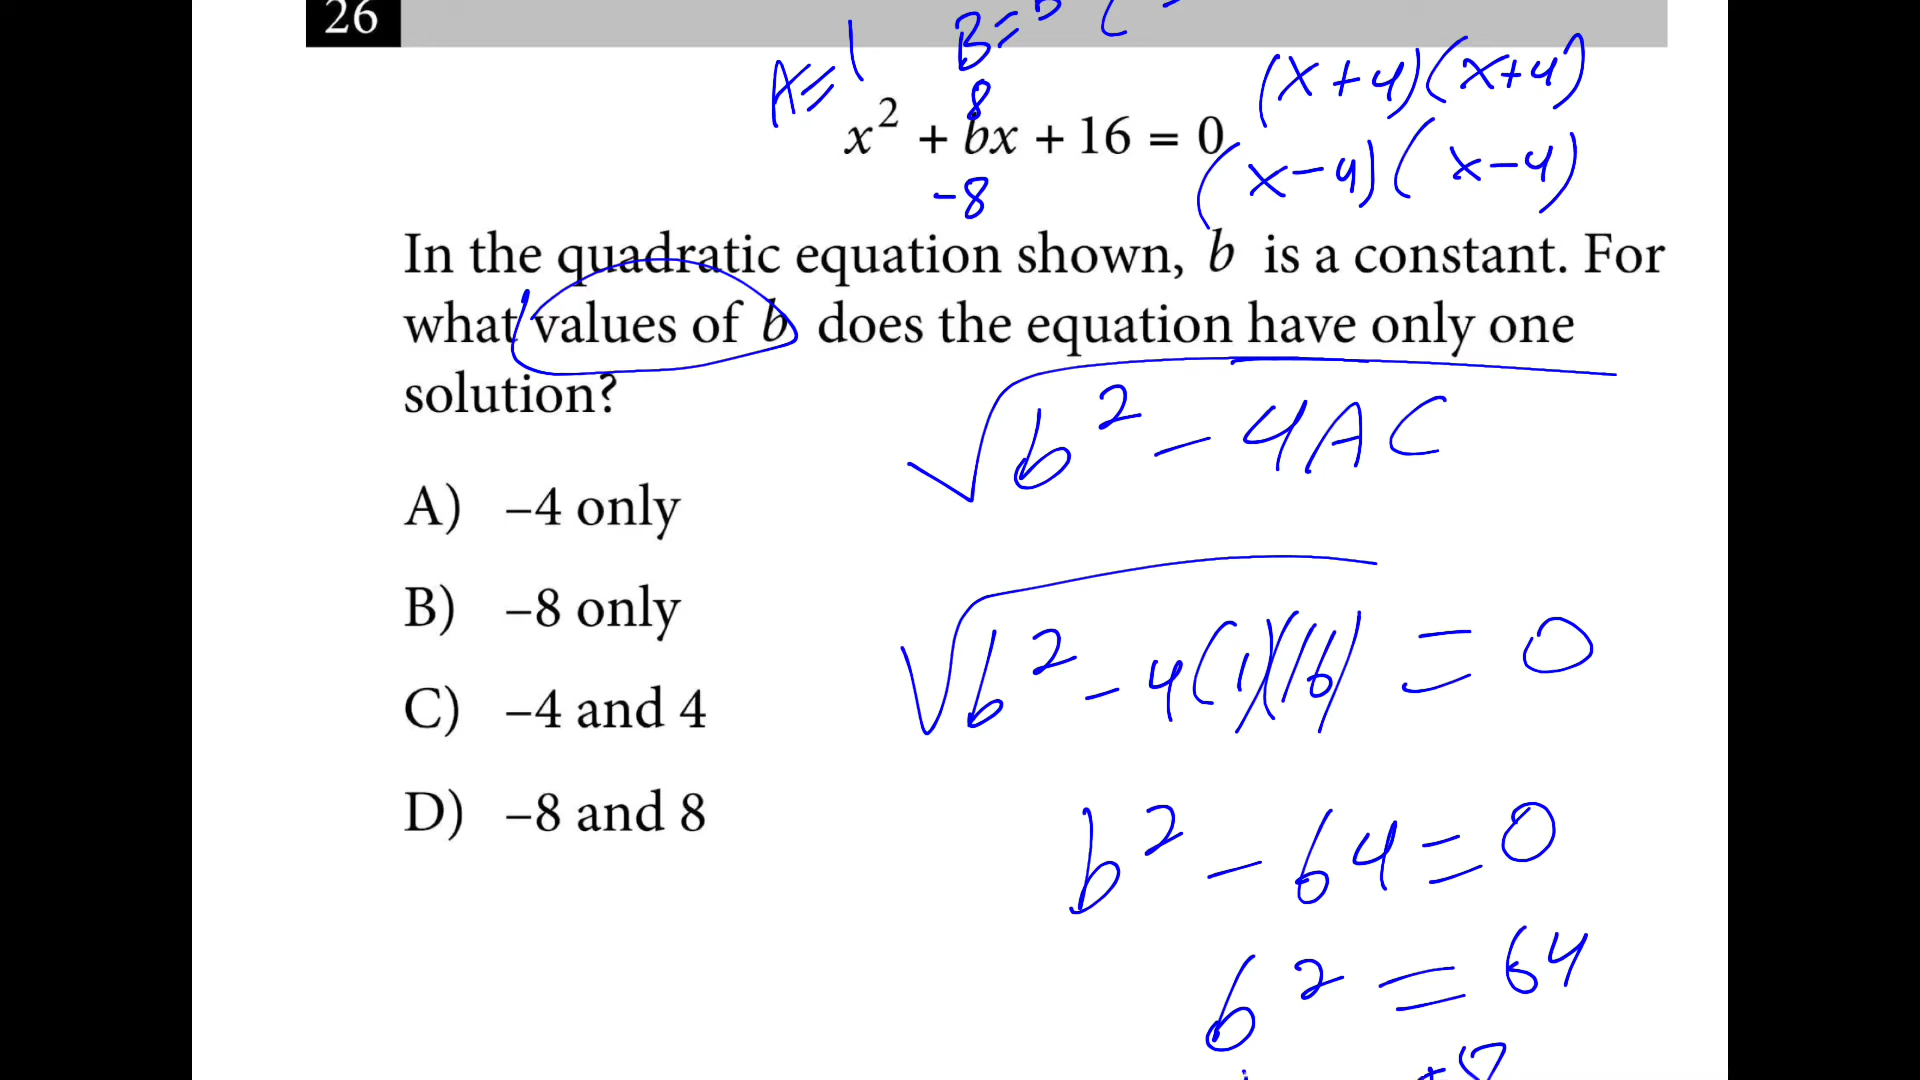 26
A=1 B=b
(x+4)(x+4)
8
x² + bx + 16 = 0
(x-4)(x-4)
-8
In the quadratic equation shown, b is a constant. For
what values of b does the equation have only one
solution?
√b² - 4AC
A) –4 only
B) –8 only
√b² - 4(1)(16) = 0
C) –4 and 4
D) –8 and 8
b² - 64 = 0
b² = 64